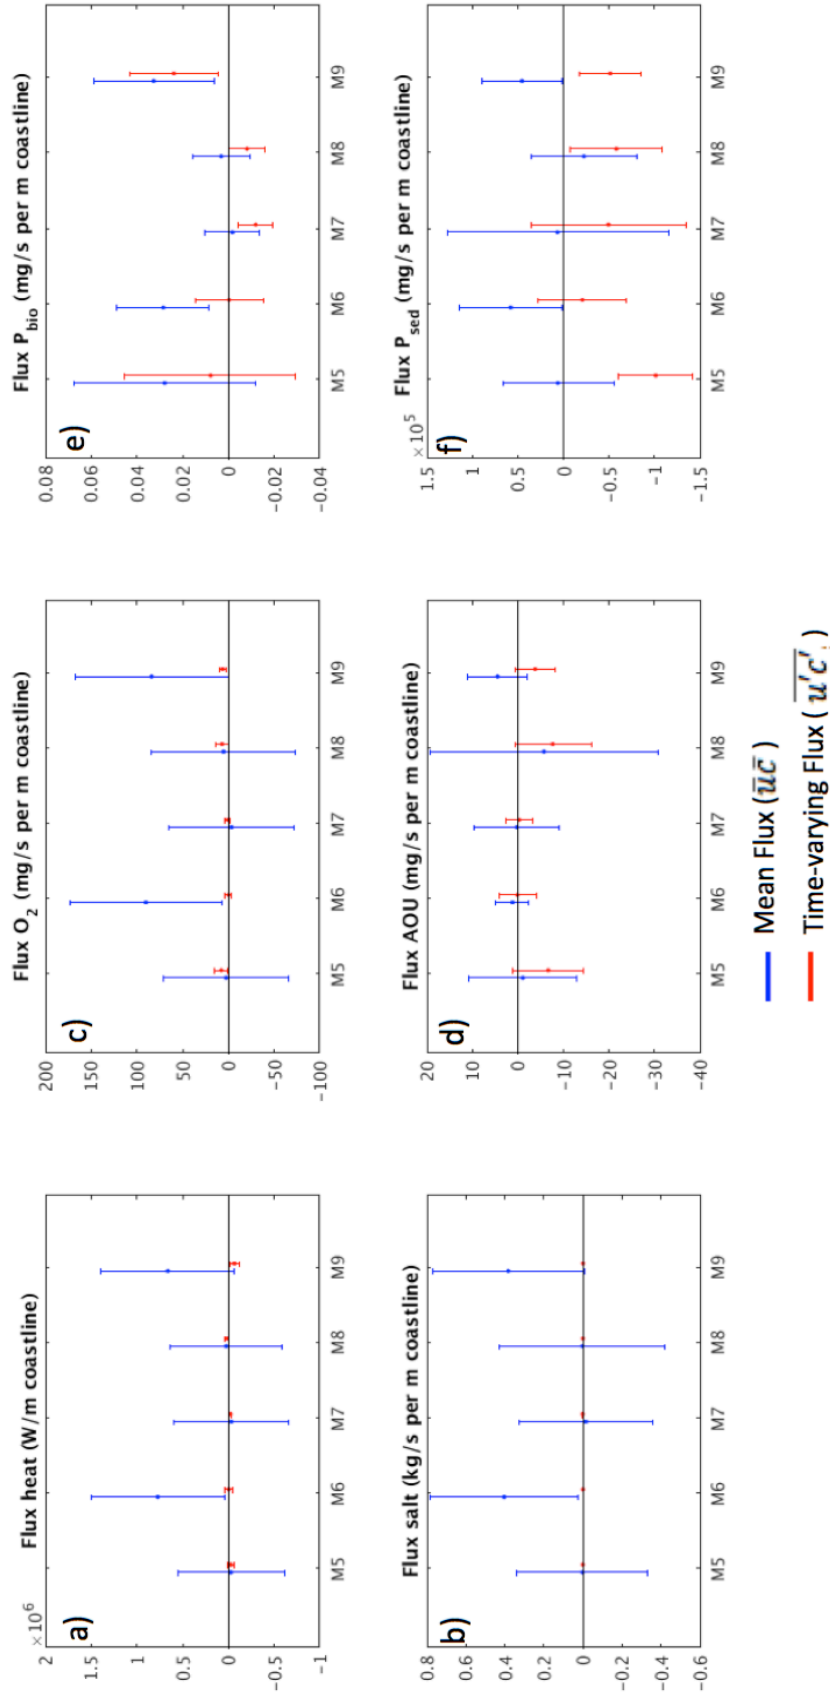 a)
×10⁶
Flux heat (W/m coastline)
2
1.5
1
0.5
0
−0.5
−1
M5 M6 M7 M8 M9
b)
Flux salt (kg/s per m coastline)
0.8
0.6
0.4
0.2
0
−0.2
−0.4
−0.6
M5 M6 M7 M8 M9
c)
Flux O₂ (mg/s per m coastline)
200
150
100
50
0
−50
−100
M5 M6 M7 M8 M9
d)
Flux AOU (mg/s per m coastline)
20
10
0
−10
−20
−30
−40
M5 M6 M7 M8 M9
e)
Flux P_bio (mg/s per m coastline)
0.08
0.06
0.04
0.02
0
−0.02
−0.04
M5 M6 M7 M8 M9
f)
×10⁵
Flux P_sed (mg/s per m coastline)
1.5
1
0.5
0
−0.5
−1
−1.5
M5 M6 M7 M8 M9
Mean Flux (ūc̄ )
Time-varying Flux ( u'c' )